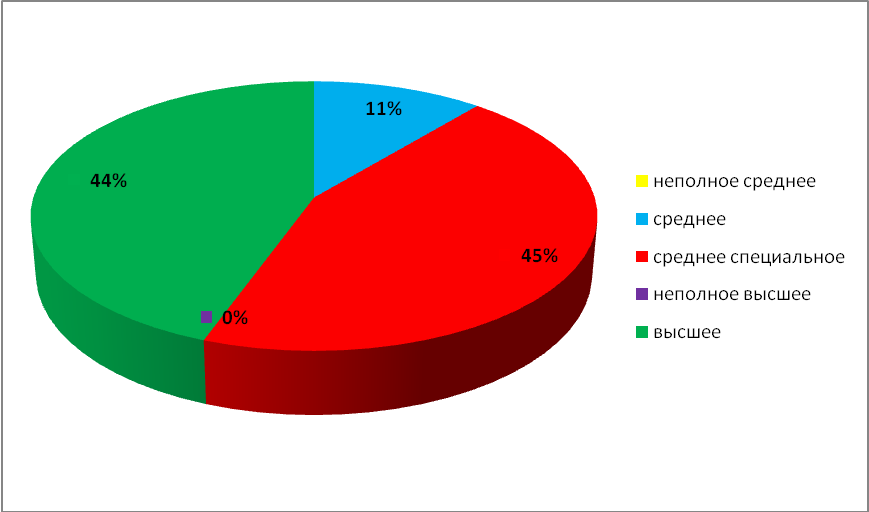 11%
44%
45%
0%
неполное среднее
среднее
среднее специальное
неполное высшее
высшее